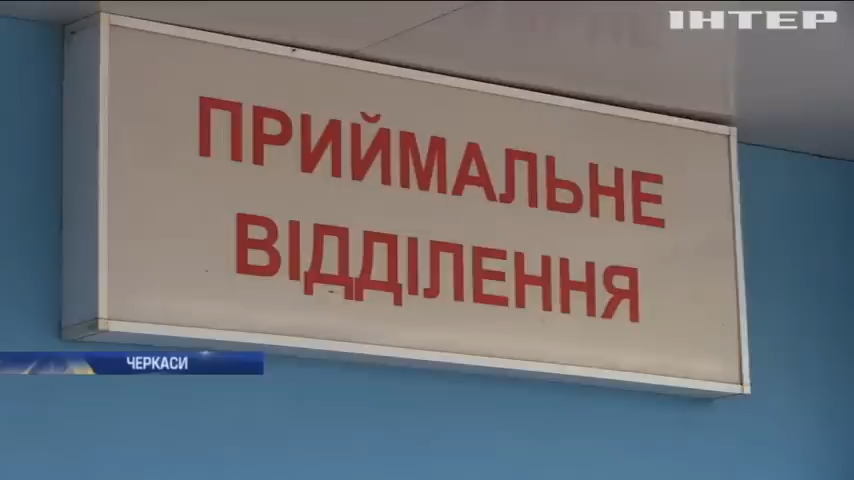 ІНТЕР
ПРИЙМАЛЬНЕ
ВІДДІЛЕННЯ
ЧЕРКАСИ